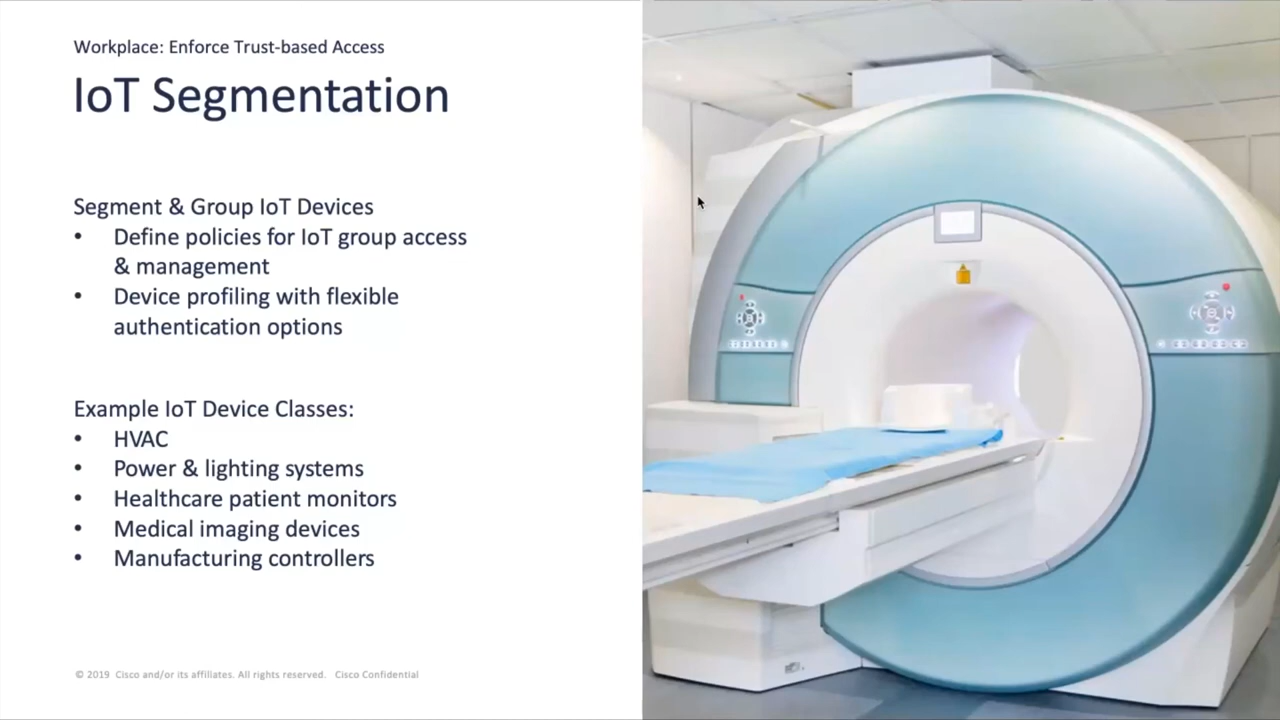 Workplace: Enforce Trust-based Access
IoT Segmentation
Segment & Group IoT Devices
• Define policies for IoT group access
& management
• Device profiling with flexible
authentication options
Example IoT Device Classes:
• HVAC
• Power & lighting systems
• Healthcare patient monitors
• Medical imaging devices
• Manufacturing controllers
© 2019 Cisco and/or its affiliates. All rights reserved. Cisco Confidential